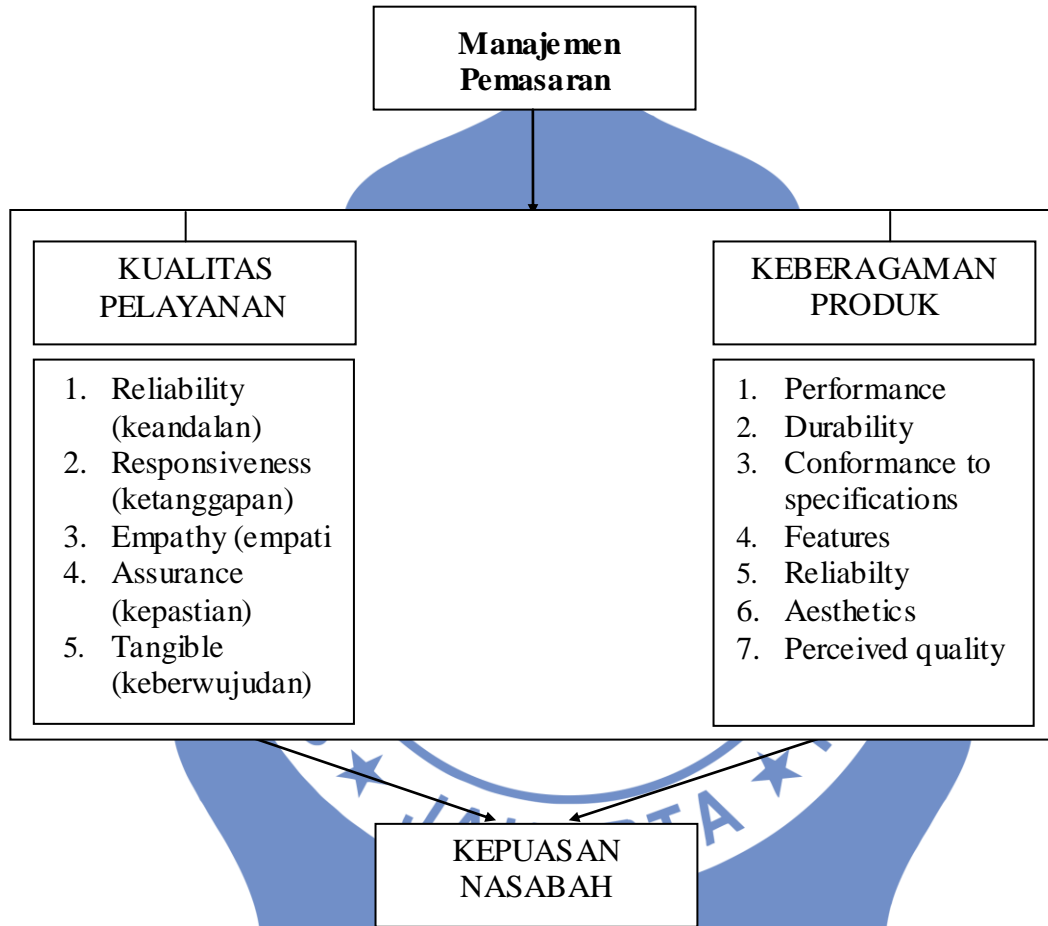 Manajemen
Pemasaran
KUALITAS
PELAYANAN
KEBERAGAMAN
PRODUK
1. Reliability
(keandalan)
2. Responsiveness
(ketanggapan)
3. Empathy (empati
4. Assurance
(kepastian)
5. Tangible
(keberwujudan)
1. Performance
2. Durability
3. Conformance to
specifications
4. Features
5. Reliabilty
6. Aesthetics
7. Perceived quality
KEPUASAN
NASABAH